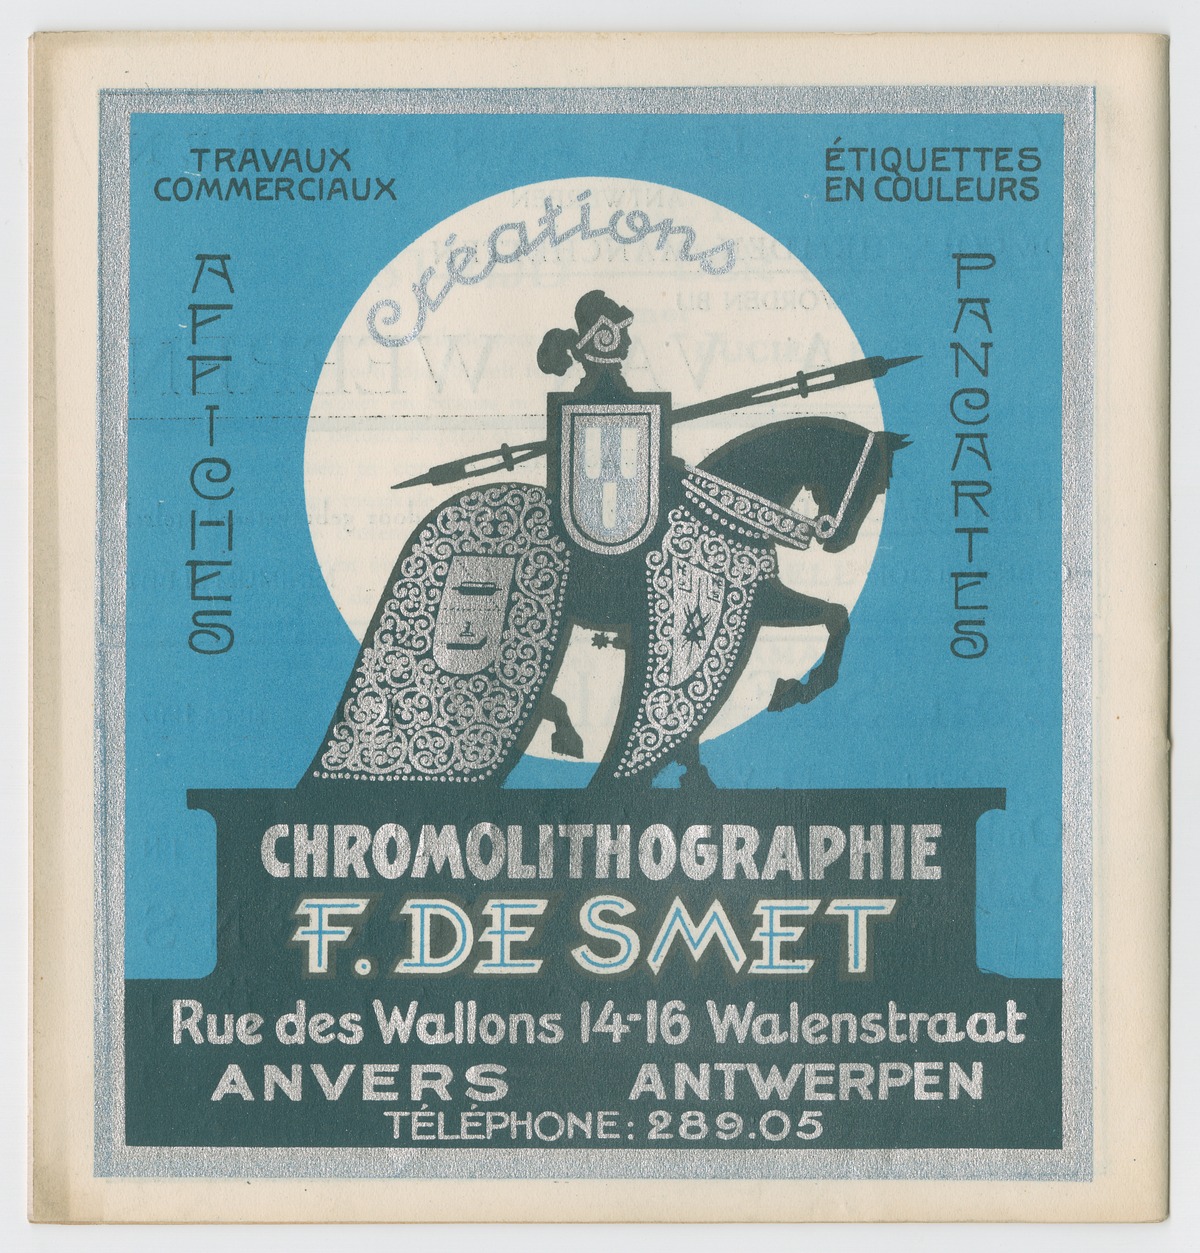 TRAVAUX
COMMERCIAUX
ÉTIQUETTES
EN COULEURS
créations
AFFICHES
PANCARTES
CHROMOLITHOGRAPHIE
F. DE SMET
Rue des Wallons 14-16 Walenstraat
ANVERS ANTWERPEN
TÉLÉPHONE: 289.05